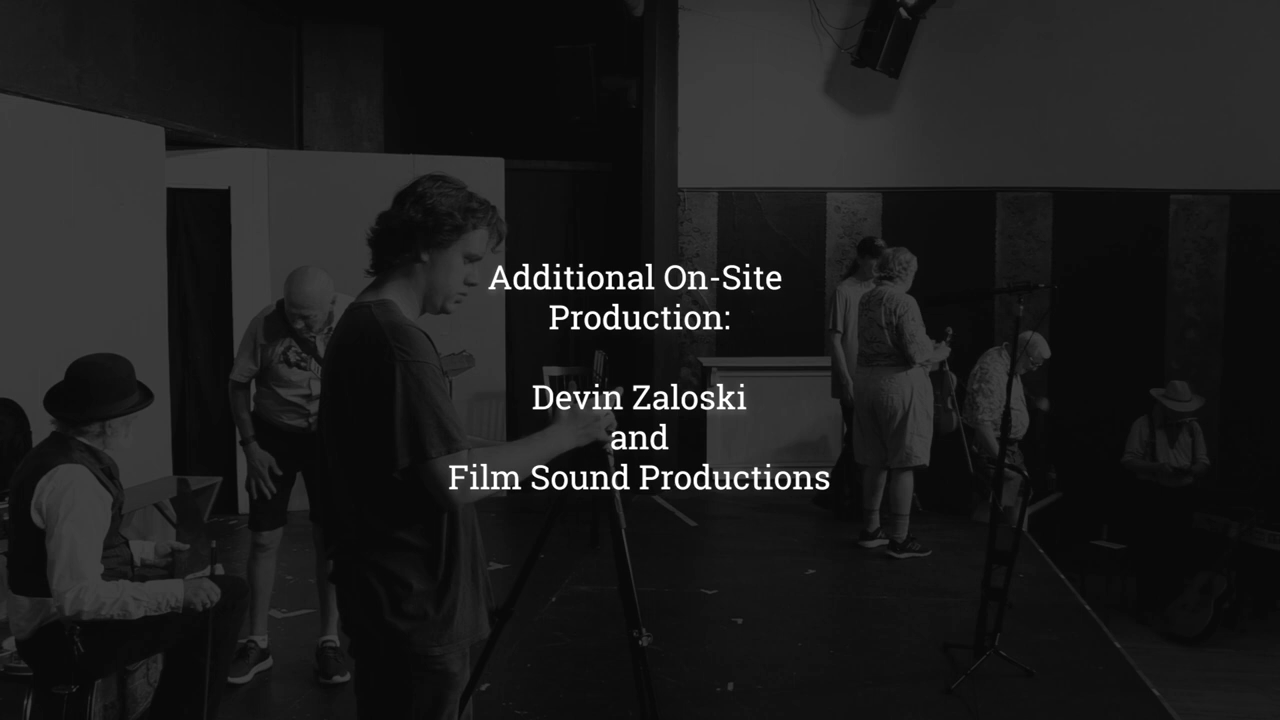 Additional On-Site
Production:
Devin Zaloski
and
Film Sound Productions